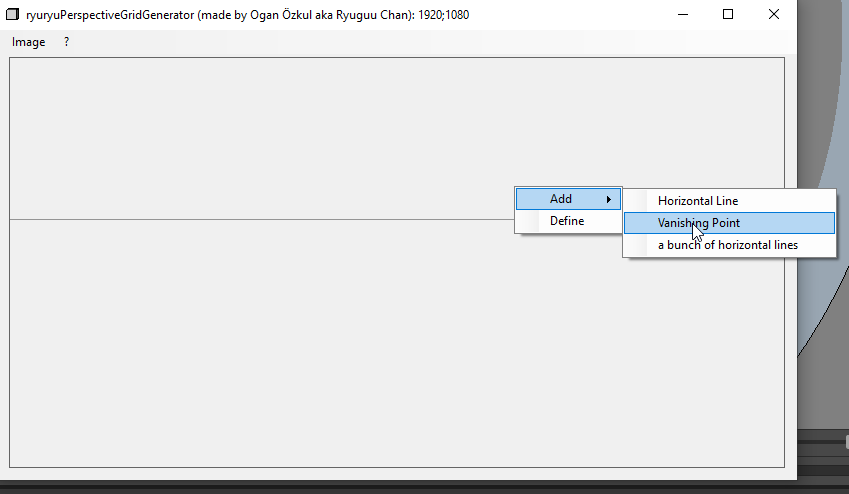 ryuryuPerspectiveGridGenerator (made by Ogan Özkul aka Ryuguu Chan): 1920;1080
Image ?
Add
Define
Horizontal Line
Vanishing Point
a bunch of horizontal lines